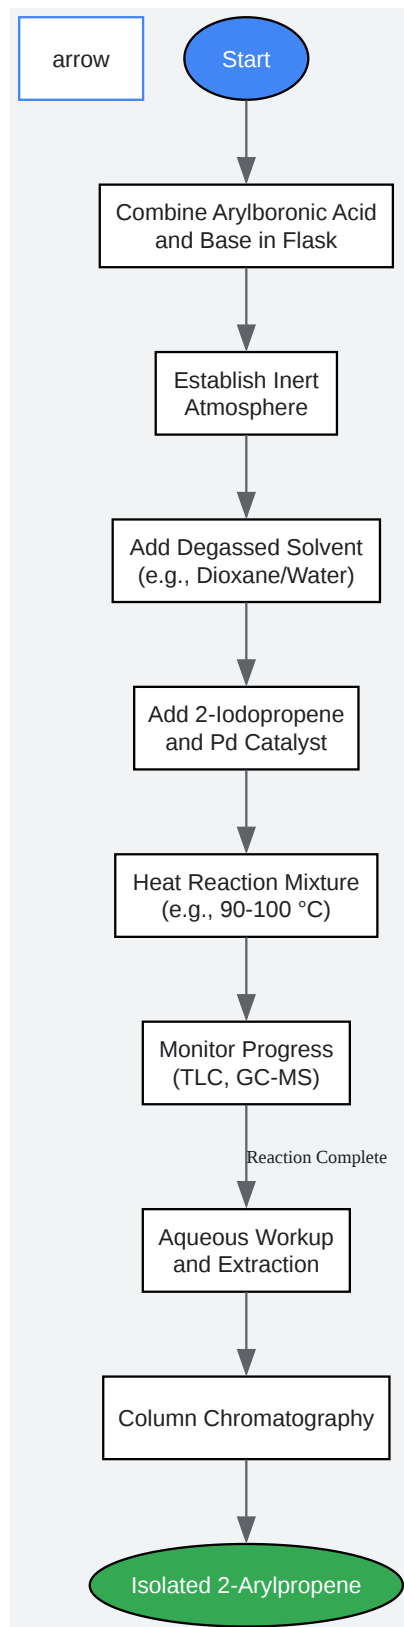 arrow
Start
Combine Arylboronic Acid
and Base in Flask
Establish Inert
Atmosphere
Add Degassed Solvent
(e.g., Dioxane/Water)
Add 2-Iodopropene
and Pd Catalyst
Heat Reaction Mixture
(e.g., 90-100 °C)
Monitor Progress
(TLC, GC-MS)
Reaction Complete
Aqueous Workup
and Extraction
Column Chromatography
Isolated 2-Arylpropene